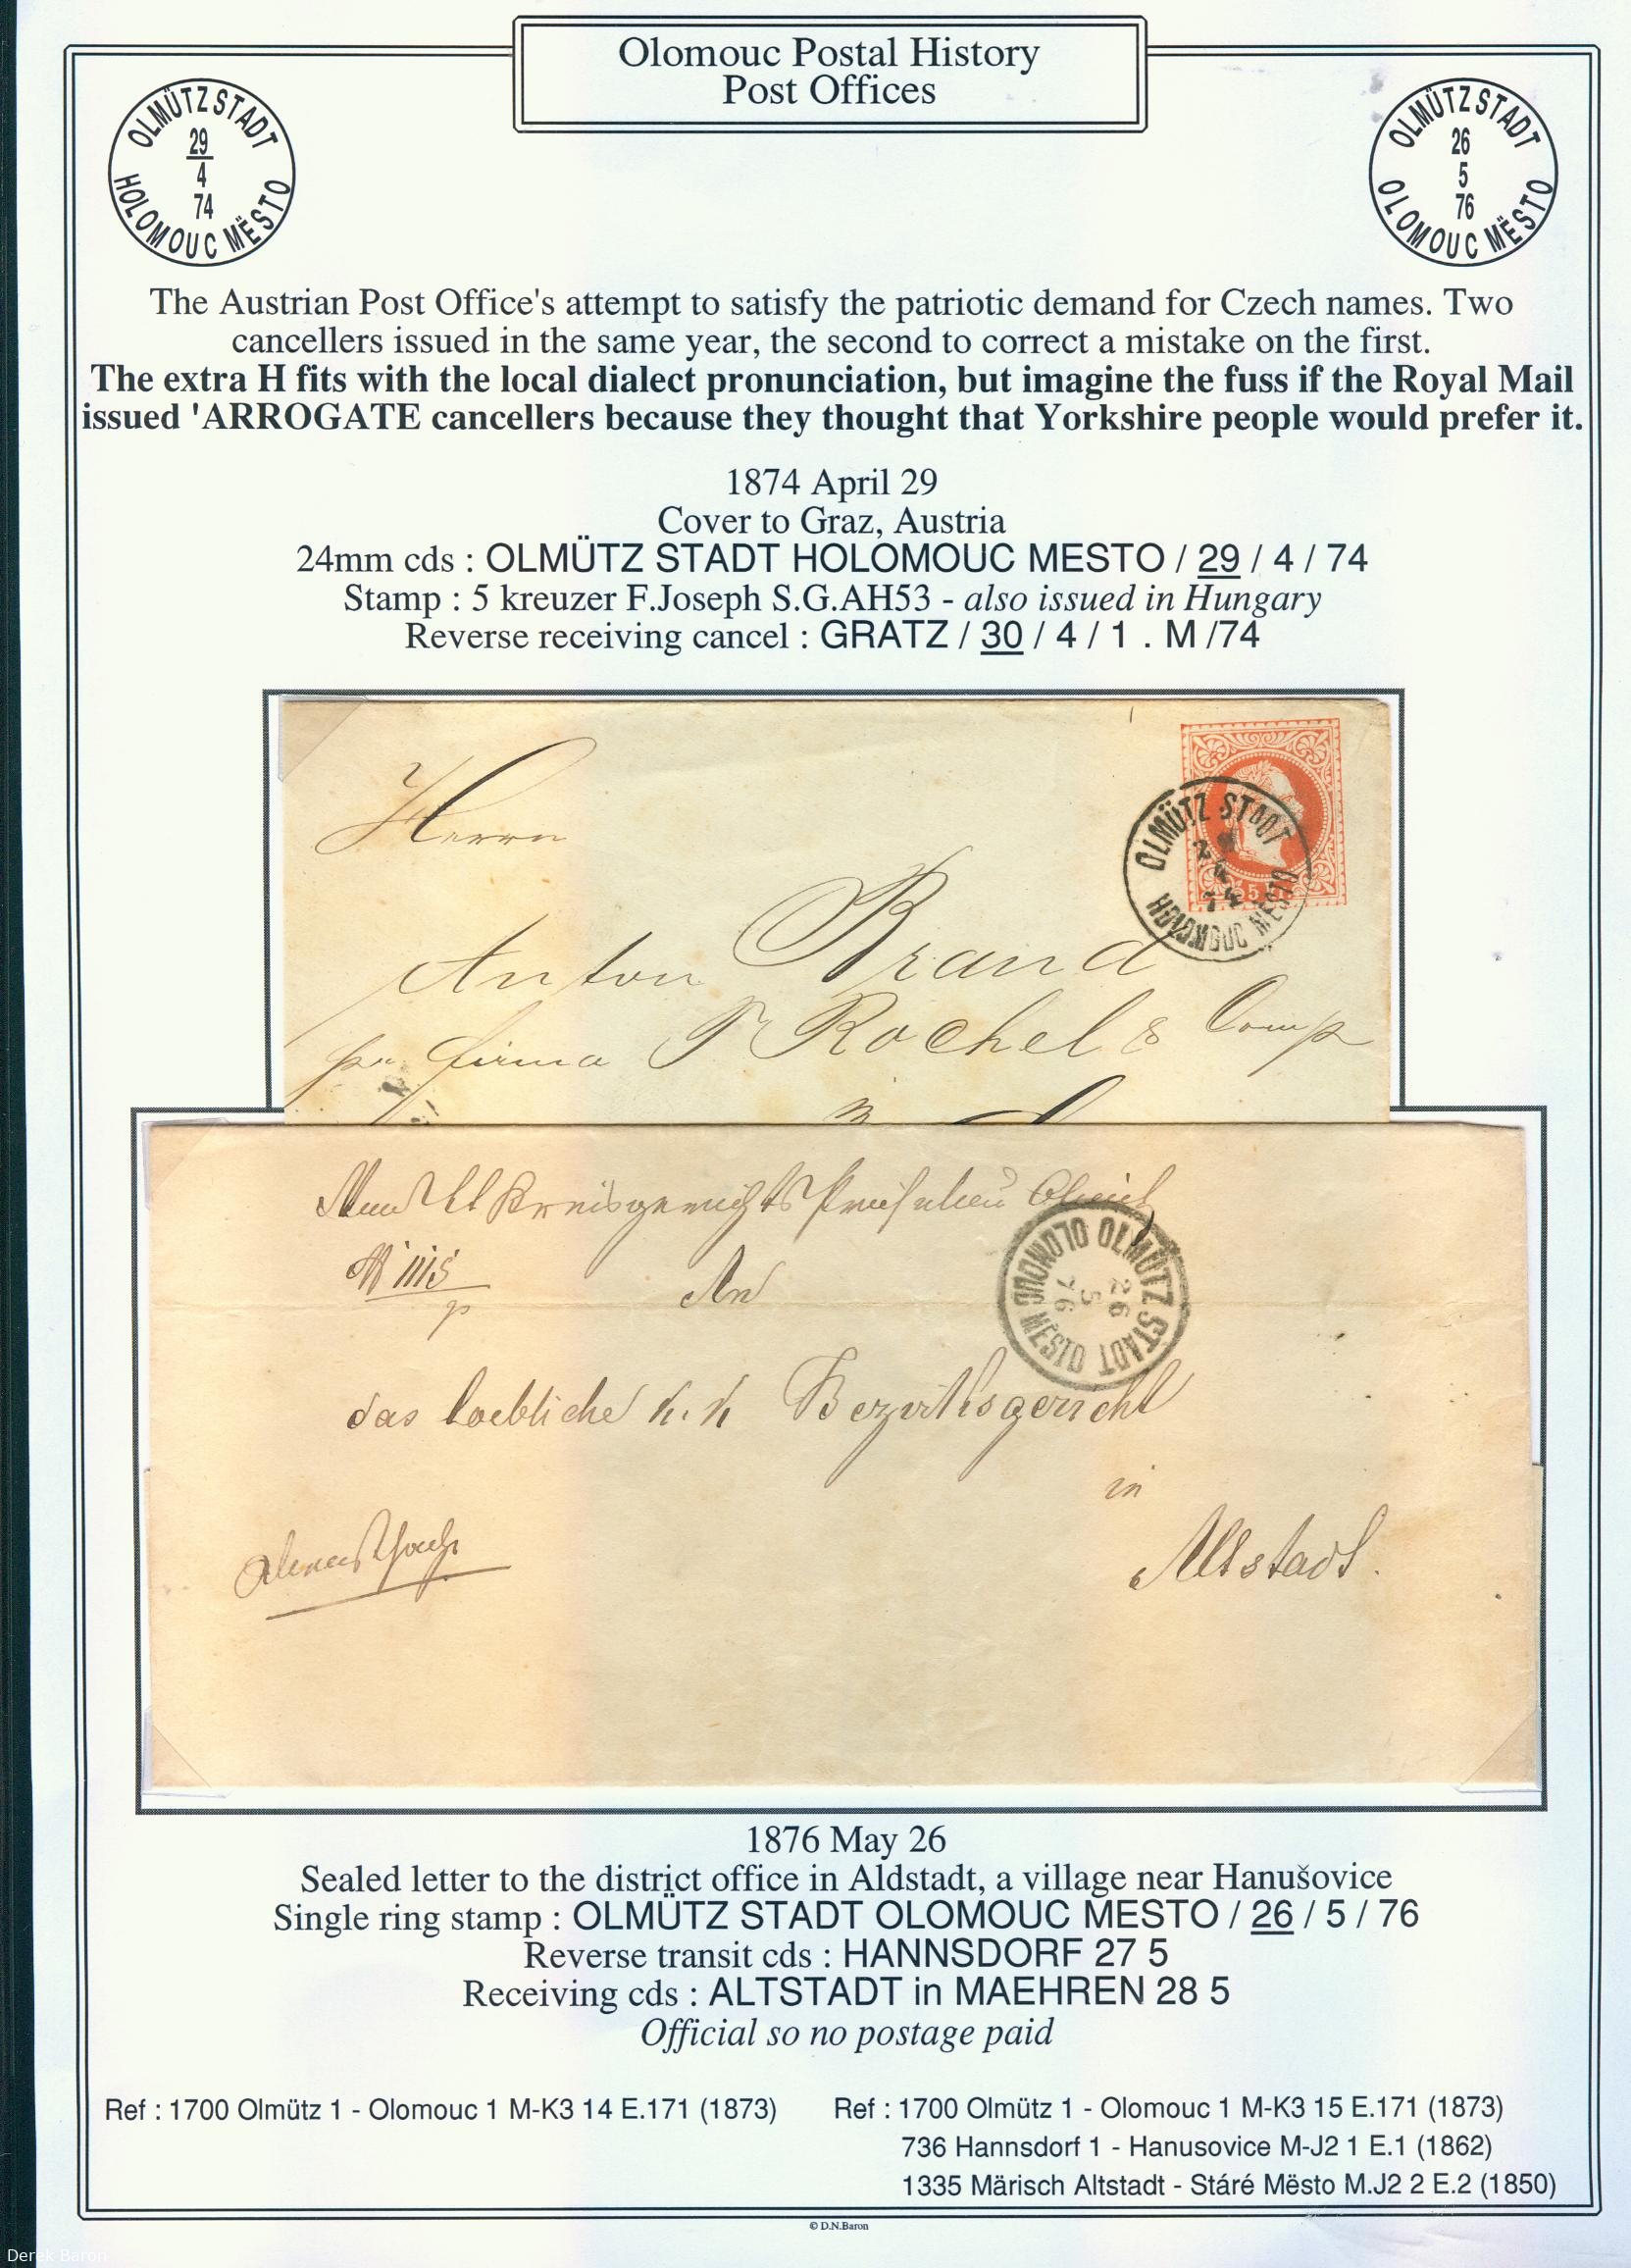 Olomouc Postal History
Post Offices
OLMÜTZ STADT
29
4
74
HOLOMOUC MËSTO
OLMÜTZ STADT
26
5
76
OLOMOUC MËSTO
The Austrian Post Office's attempt to satisfy the patriotic demand for Czech names. Two
cancellers issued in the same year, the second to correct a mistake on the first.
The extra H fits with the local dialect pronunciation, but imagine the fuss if the Royal Mail
issued 'ARROGATE cancellers because they thought that Yorkshire people would prefer it.
1874 April 29
Cover to Graz, Austria
24mm cds : OLMÜTZ STADT HOLOMOUC MESTO / 29 / 4 / 74
Stamp : 5 kreuzer F.Joseph S.G.AH53 - also issued in Hungary
Reverse receiving cancel : GRATZ / 30 / 4 / 1 . M /74
Herrn
OLMÜTZ STADT
HOLOMOUC MESTO
Anton Brand
pr Firma Rochel & Comp
OLMÜTZ STADT
26
5
76
OLOMOUC MĚSTO
An
das loebliche k. k Bezirksgericht
in
Altstadt.
1876 May 26
Sealed letter to the district office in Aldstadt, a village near Hanušovice
Single ring stamp : OLMÜTZ STADT OLOMOUC MESTO / 26 / 5 / 76
Reverse transit cds : HANNSDORF 27 5
Receiving cds : ALTSTADT in MAEHREN 28 5
Official so no postage paid
Ref : 1700 Olmütz 1 - Olomouc 1 M-K3 14 E.171 (1873)
Ref : 1700 Olmütz 1 - Olomouc 1 M-K3 15 E.171 (1873)
736 Hannsdorf 1 - Hanusovice M-J2 1 E.1 (1862)
1335 Märisch Altstadt - Stáré Mësto M.J2 2 E.2 (1850)
© D.N.Baron
Derek Baron